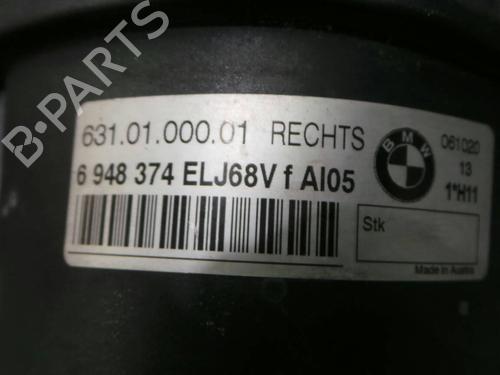 B-PARTS
631.01.000.01 RECHTS
BMW
061020
13
1*H11
6 948 374 ELJ68V f AI05
Stk
Made in Austria